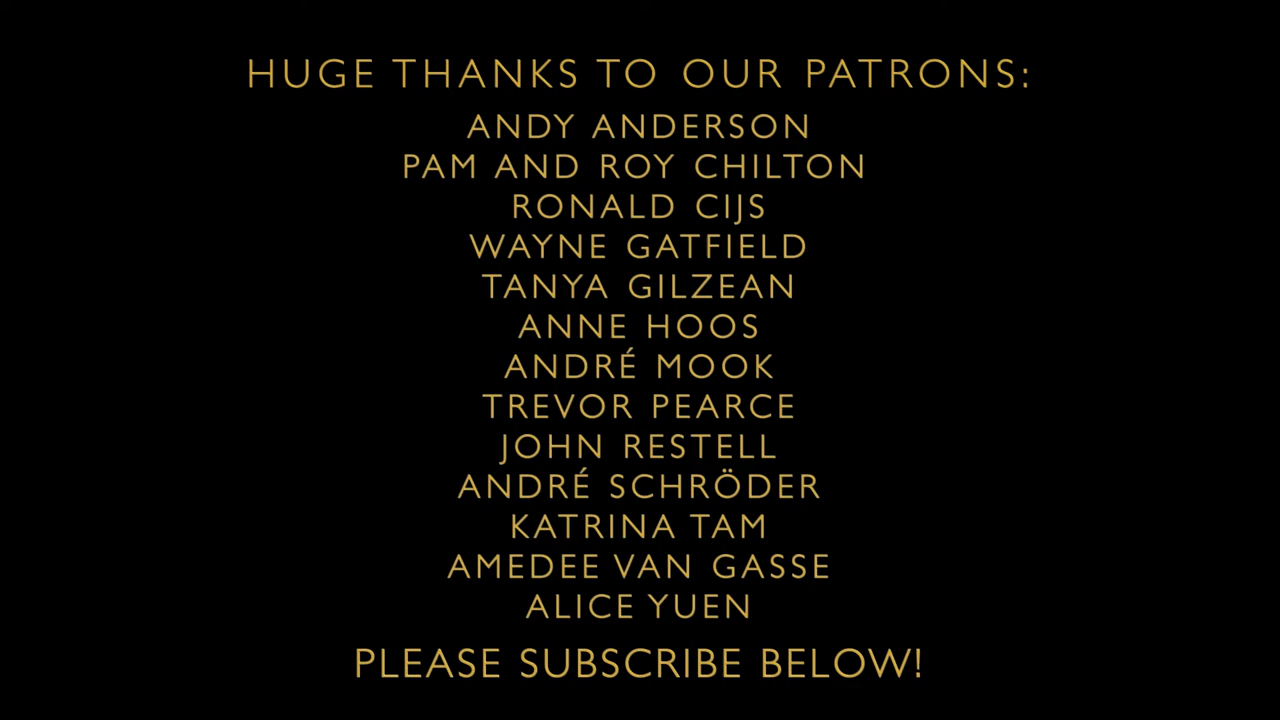 HUGE THANKS TO OUR PATRONS:
ANDY ANDERSON
PAM AND ROY CHILTON
RONALD CIJS
WAYNE GATFIELD
TANYA GILZEAN
ANNE HOOS
ANDRÉ MOOK
TREVOR PEARCE
JOHN RESTELL
ANDRÉ SCHRÖDER
KATRINA TAM
AMEDEE VAN GASSE
ALICE YUEN
PLEASE SUBSCRIBE BELOW!